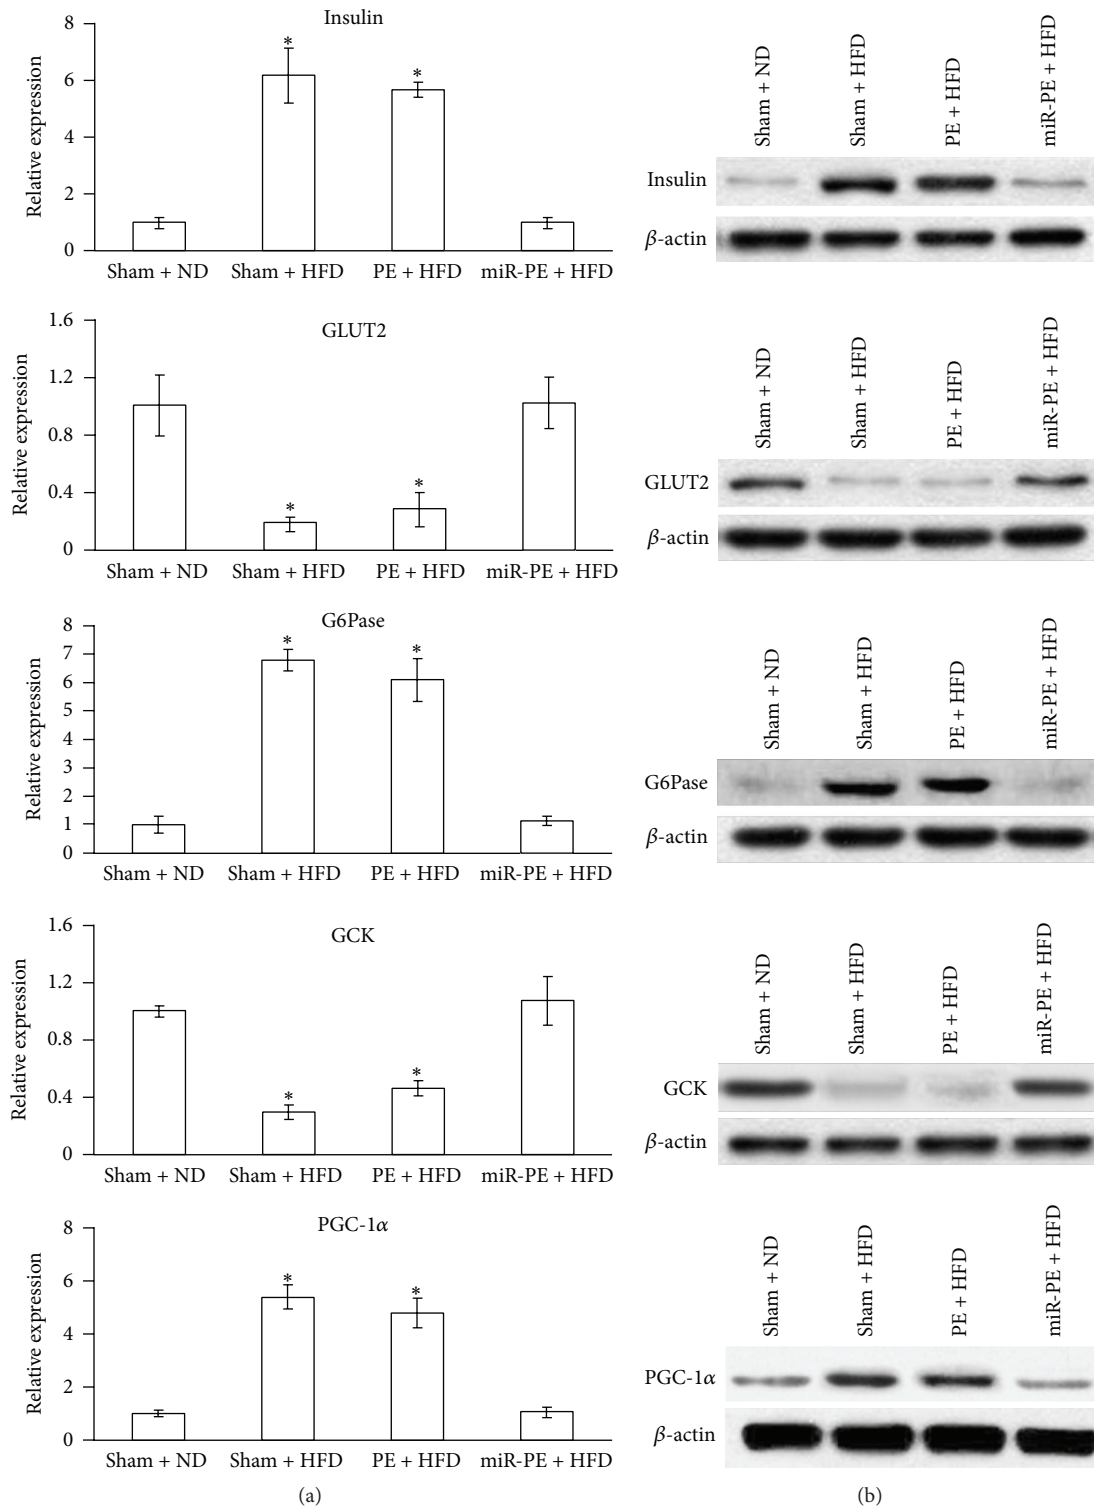 Insulin
Relative expression
8
6
4
2
0
* *
Sham + ND Sham + HFD PE + HFD miR-PE + HFD
Sham + ND
Sham + HFD
PE + HFD
miR-PE + HFD
Insulin
β-actin
GLUT2
Relative expression
1.6
1.2
0.8
0.4
0
* *
Sham + ND Sham + HFD PE + HFD miR-PE + HFD
Sham + ND
Sham + HFD
PE + HFD
miR-PE + HFD
GLUT2
β-actin
G6Pase
Relative expression
8
7
6
5
4
3
2
1
0
* *
Sham + ND Sham + HFD PE + HFD miR-PE + HFD
Sham + ND
Sham + HFD
PE + HFD
miR-PE + HFD
G6Pase
β-actin
GCK
Relative expression
1.6
1.2
0.8
0.4
0
* *
Sham + ND Sham + HFD PE + HFD miR-PE + HFD
Sham + ND
Sham + HFD
PE + HFD
miR-PE + HFD
GCK
β-actin
PGC-1α
Relative expression
8
6
4
2
0
* *
Sham + ND Sham + HFD PE + HFD miR-PE + HFD
Sham + ND
Sham + HFD
PE + HFD
miR-PE + HFD
PGC-1α
β-actin
(a) (b)